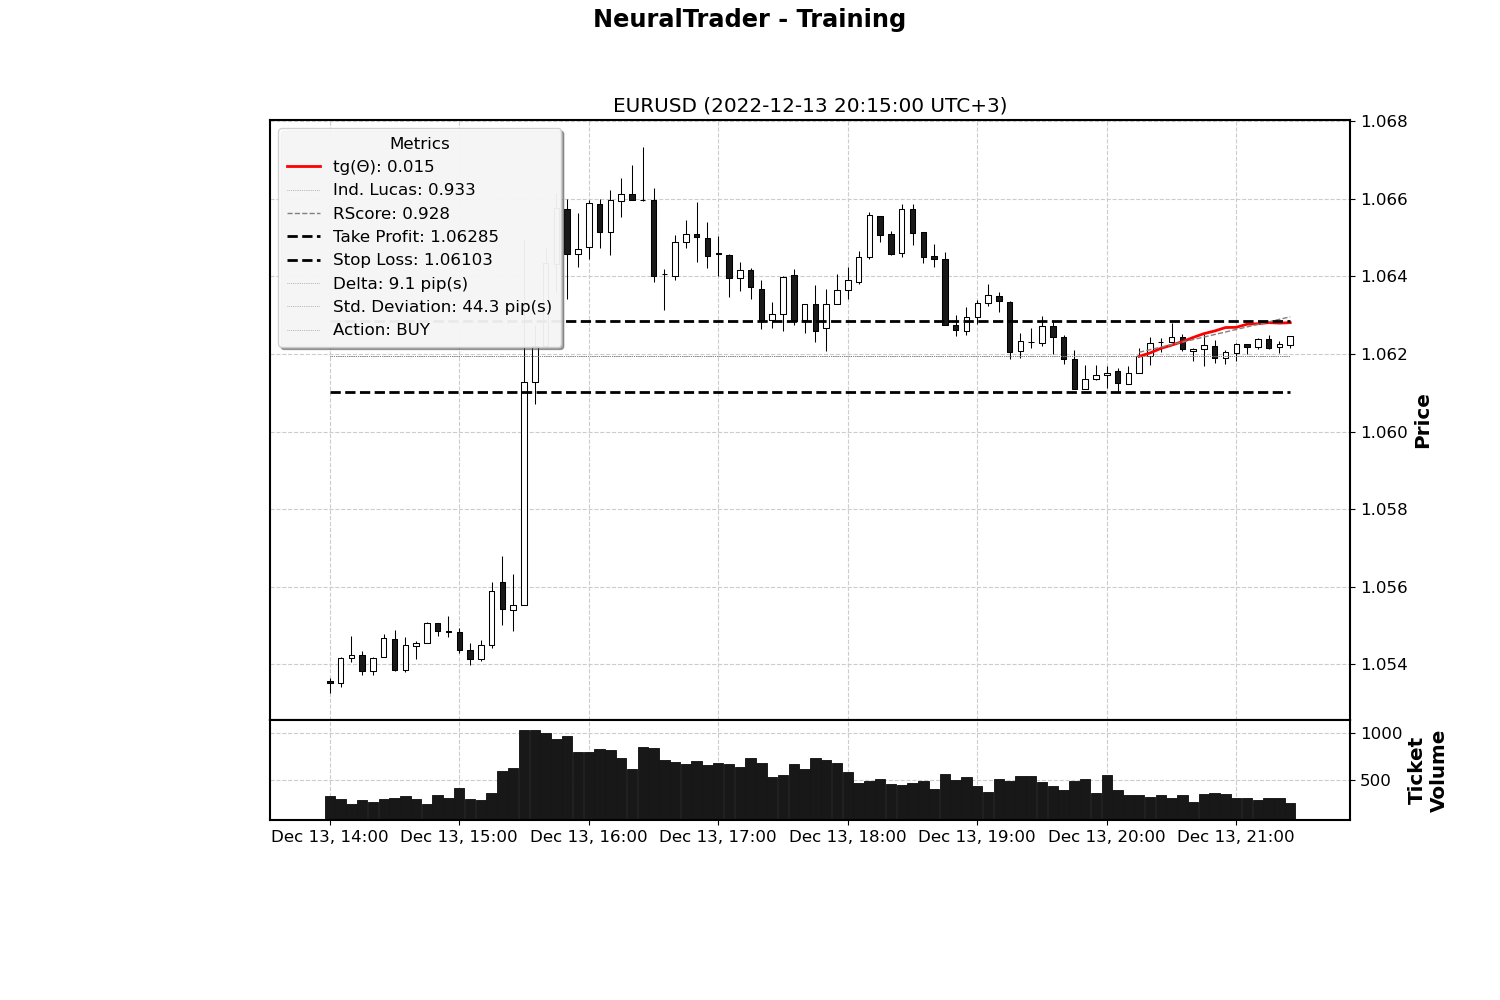 NeuralTrader - Training
EURUSD (2022-12-13 20:15:00 UTC+3)
Metrics
tg(Θ): 0.015
Ind. Lucas: 0.933
RScore: 0.928
Take Profit: 1.06285
Stop Loss: 1.06103
Delta: 9.1 pip(s)
Std. Deviation: 44.3 pip(s)
Action: BUY
1.068
1.066
1.064
1.062
1.060
1.058
1.056
1.054
Price
1000
500
Ticket
Volume
Dec 13, 14:00
Dec 13, 15:00
Dec 13, 16:00
Dec 13, 17:00
Dec 13, 18:00
Dec 13, 19:00
Dec 13, 20:00
Dec 13, 21:00